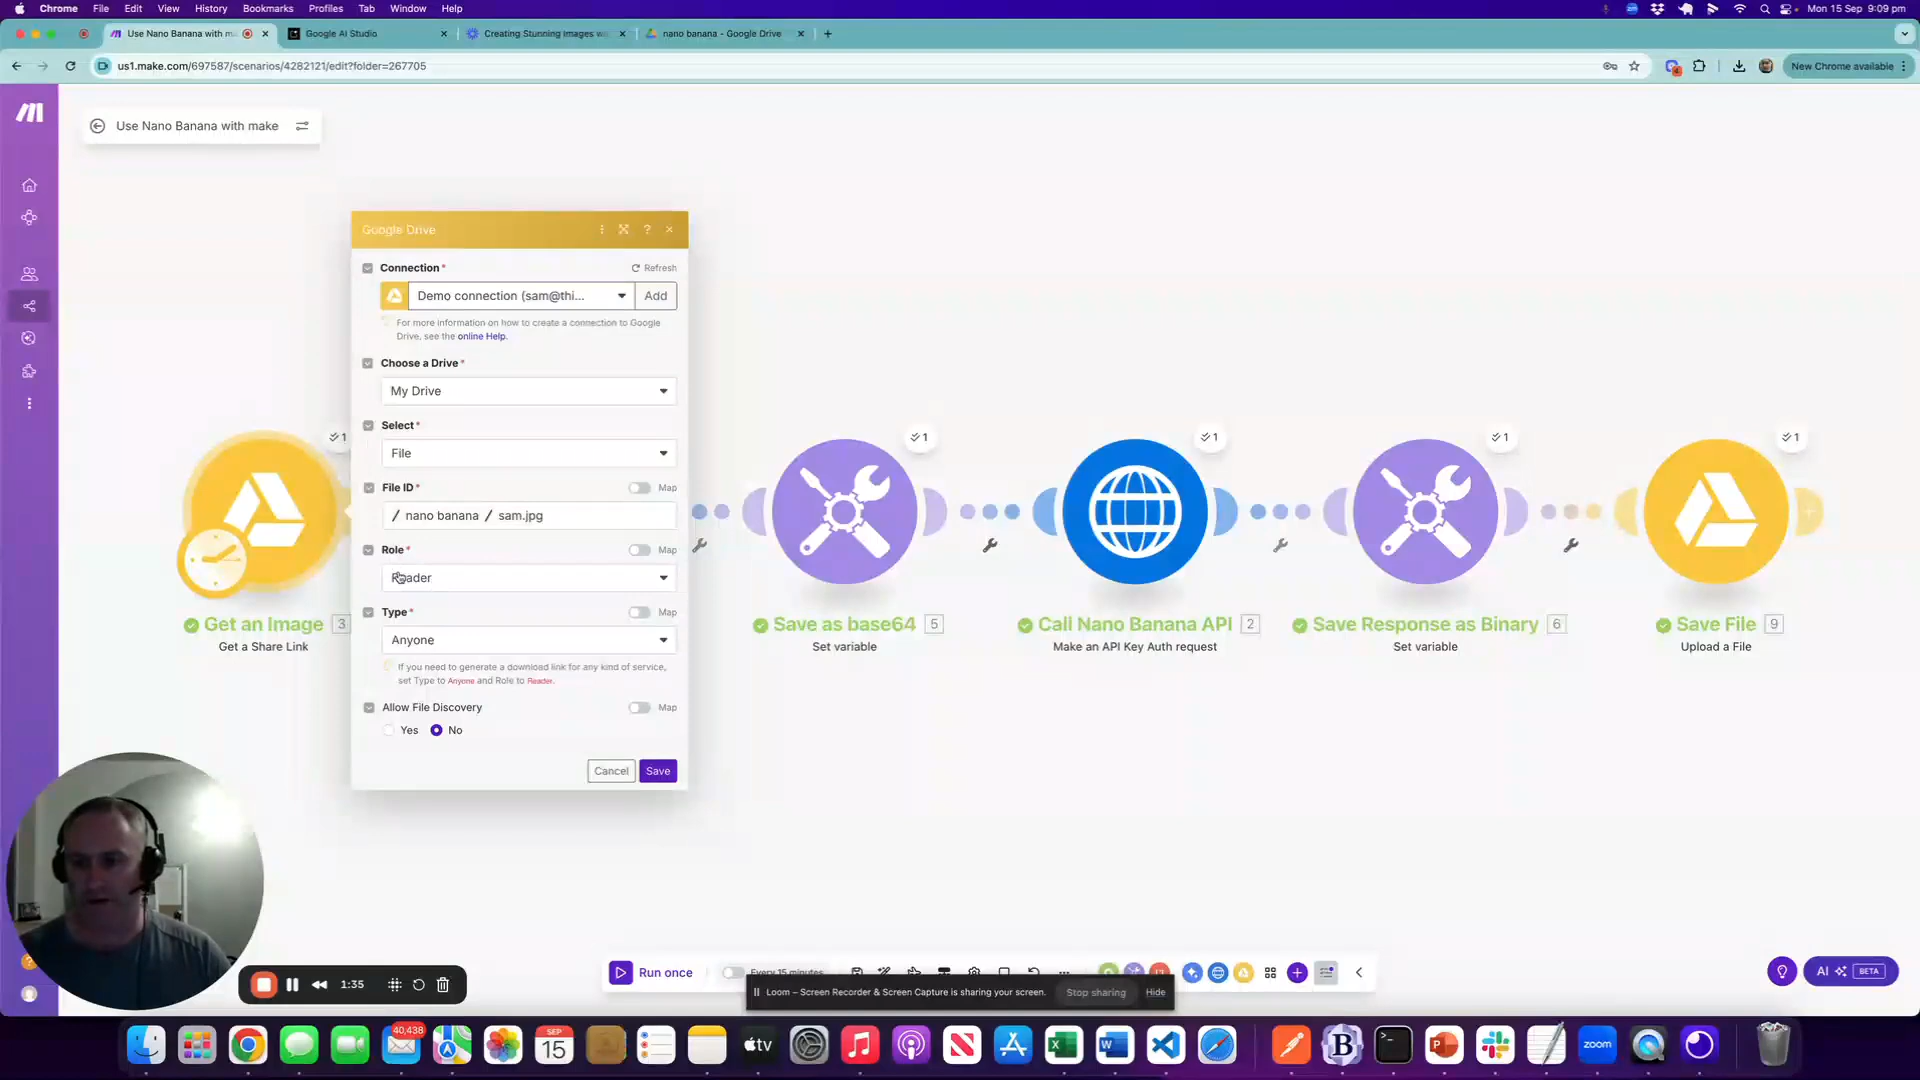 Chrome File Edit View History Bookmarks Profiles Tab Window Help
Mon 15 Sep 9:09 pm
Use Nano Banana with m
Google AI Studio
Creating Stunning Images w
nano banana - Google Drive
us1.make.com/697587/scenarios/4282121/edit?folder=267705
New Chrome available
Use Nano Banana with make
Google Drive
Connection*
Refresh
Demo connection (sam@thi...
Add
For more information on how to create a connection to Google
Drive, see the online Help.
Choose a Drive*
My Drive
Select*
File
File ID*
Map
/ nano banana / sam.jpg
Role*
Map
Reader
Type*
Map
Anyone
If you need to generate a download link for any kind of service,
set Type to Anyone and Role to Reader.
Allow File Discovery
Map
Yes
No
Cancel
Save
1
1
1
1
1
Get an Image 3
Get a Share Link
Save as base64 5
Set variable
Call Nano Banana API 2
Make an API Key Auth request
Save Response as Binary 6
Set variable
Save File 9
Upload a File
1:35
Run once
Every 15 minutes
Loom – Screen Recorder & Screen Capture is sharing your screen.
Stop sharing
Hide
AI
BETA
40,438
SEP
15
tv
zoom